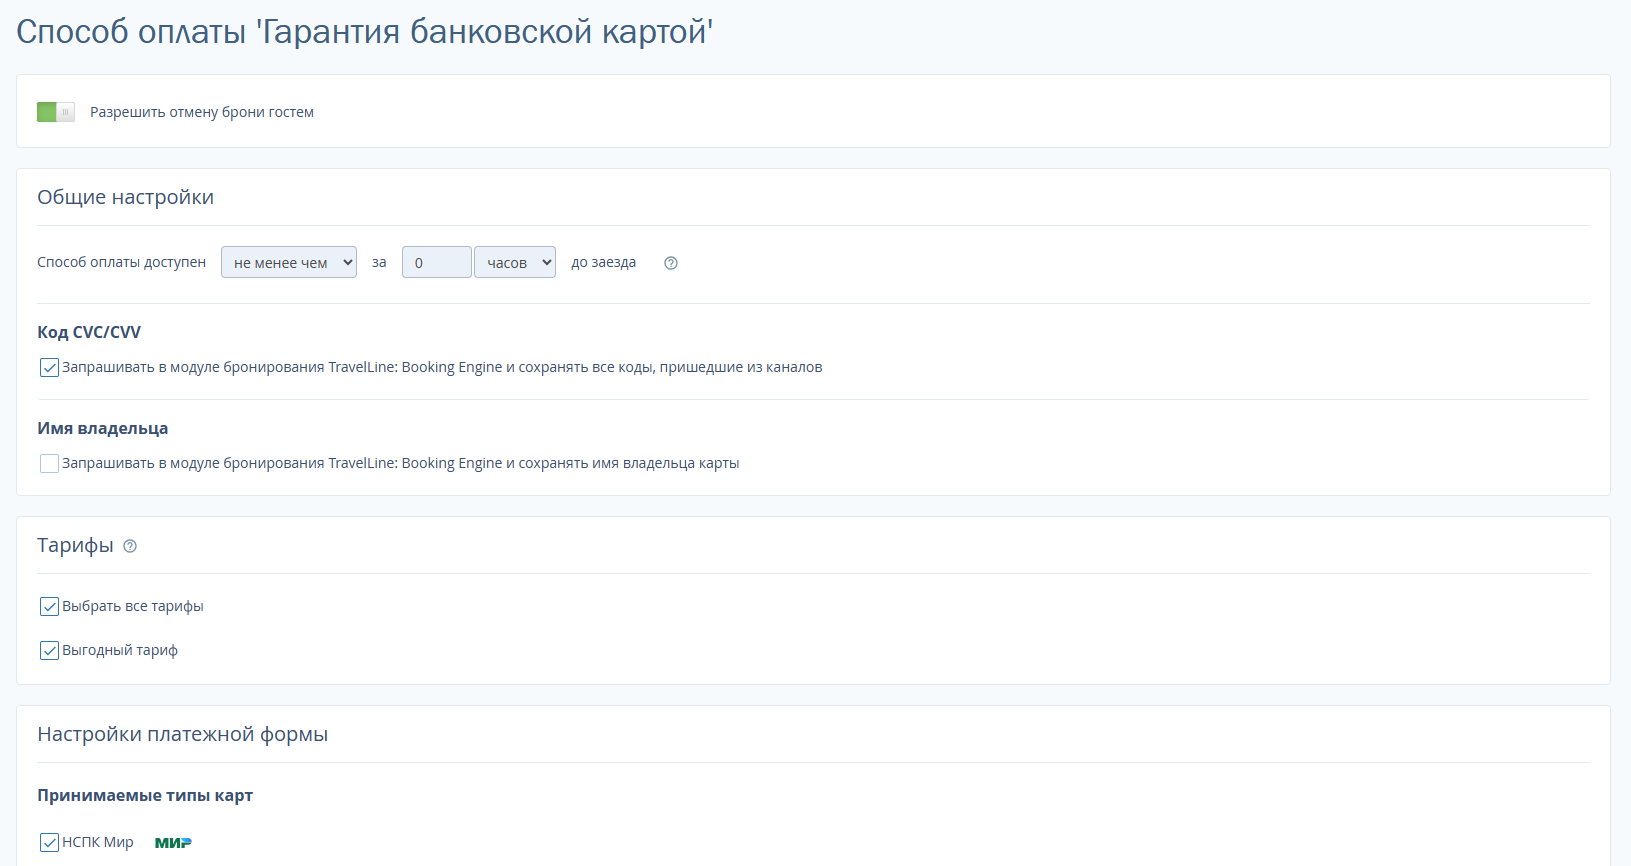 Способ оплаты 'Гарантия банковской картой'
Разрешить отмену брони гостем
Общие настройки
Способ оплаты доступен не менее чем за 0 часов до заезда ?
Код CVC/CVV
Запрашивать в модуле бронирования TravelLine: Booking Engine и сохранять все коды, пришедшие из каналов
Имя владельца
Запрашивать в модуле бронирования TravelLine: Booking Engine и сохранять имя владельца карты
Тарифы ?
Выбрать все тарифы
Выгодный тариф
Настройки платежной формы
Принимаемые типы карт
НСПК Мир МИР